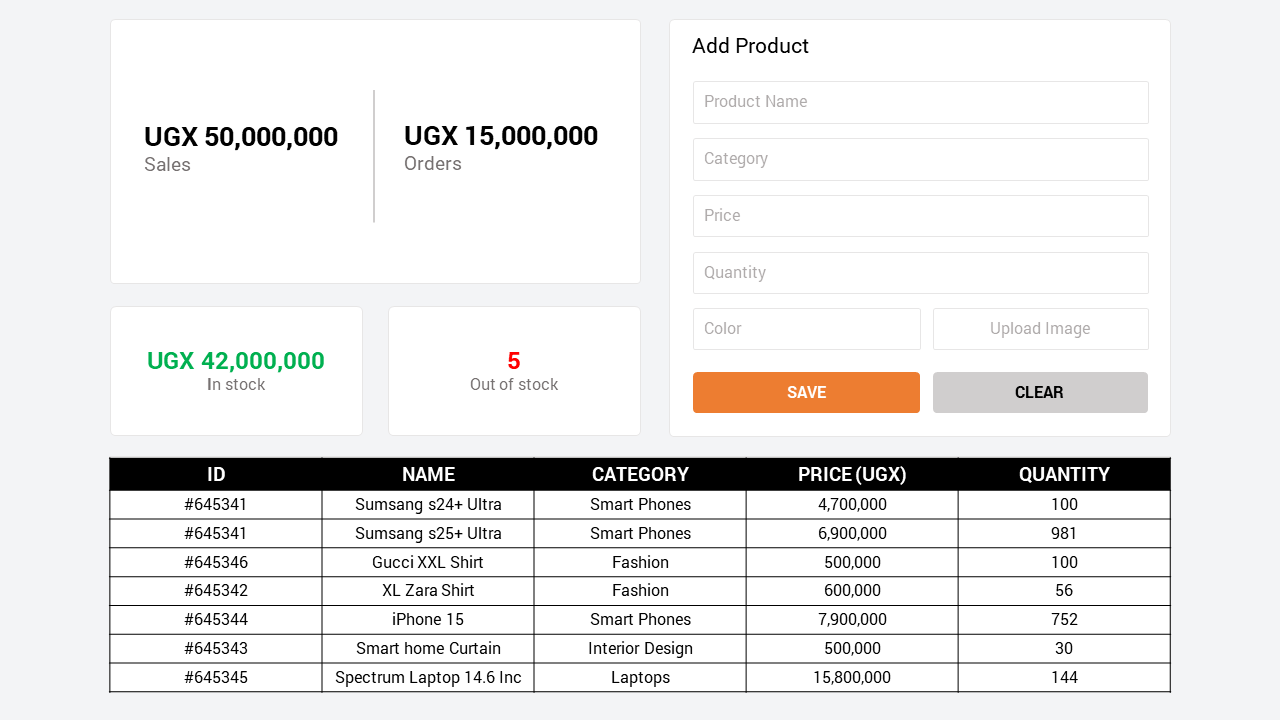 UGX 50,000,000
Sales
UGX 15,000,000
Orders
UGX 42,000,000
In stock
5
Out of stock
Add Product
Product Name
Category
Price
Quantity
Color
Upload Image
SAVE
CLEAR
ID NAME CATEGORY PRICE (UGX) QUANTITY
#645341 Sumsang s24+ Ultra Smart Phones 4,700,000 100
#645341 Sumsang s25+ Ultra Smart Phones 6,900,000 981
#645346 Gucci XXL Shirt Fashion 500,000 100
#645342 XL Zara Shirt Fashion 600,000 56
#645344 iPhone 15 Smart Phones 7,900,000 752
#645343 Smart home Curtain Interior Design 500,000 30
#645345 Spectrum Laptop 14.6 Inc Laptops 15,800,000 144